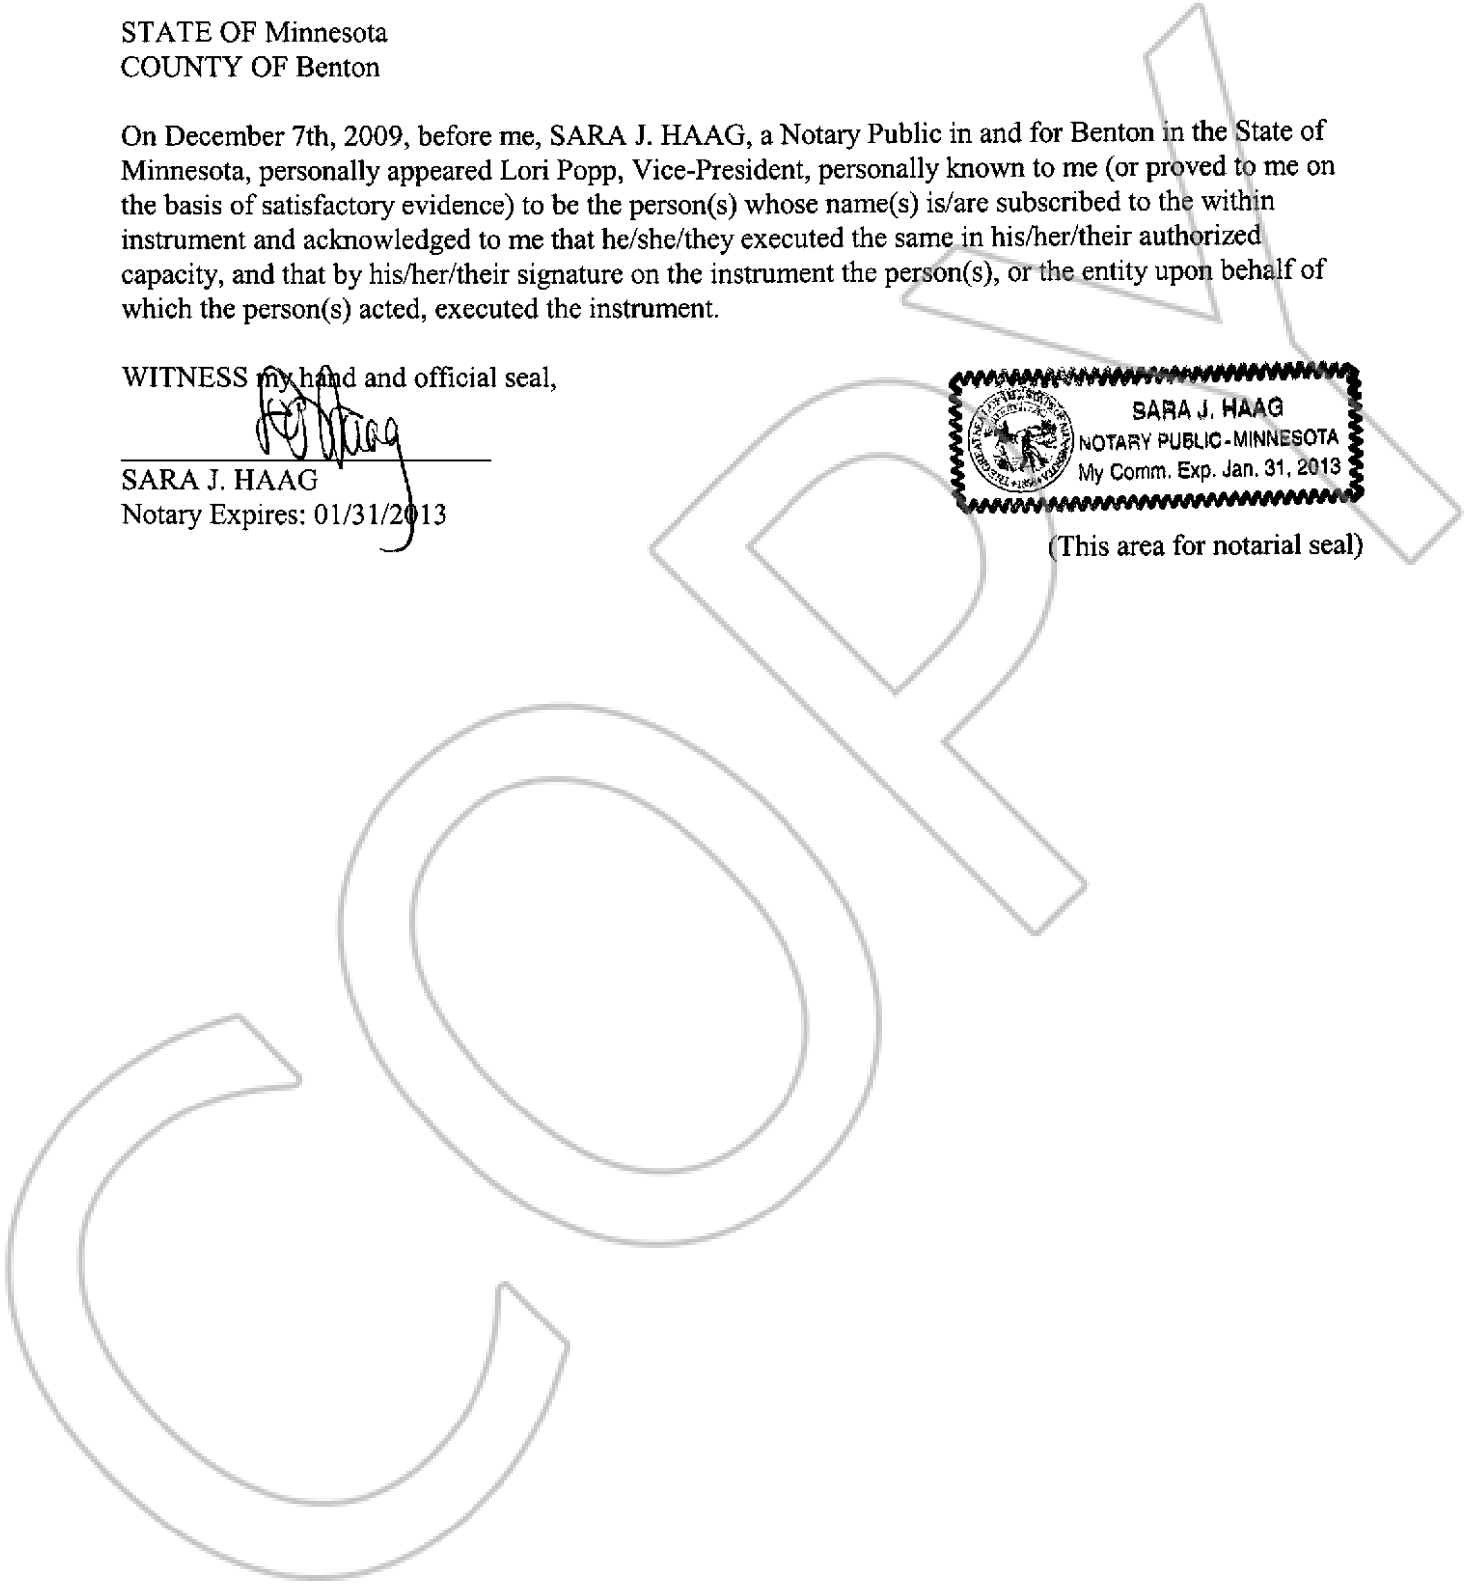 STATE OF Minnesota
COUNTY OF Benton
On December 7th, 2009, before me, SARA J. HAAG, a Notary Public in and for Benton in the State of
Minnesota, personally appeared Lori Popp, Vice-President, personally known to me (or proved to me on
the basis of satisfactory evidence) to be the person(s) whose name(s) is/are subscribed to the within
instrument and acknowledged to me that he/she/they executed the same in his/her/their authorized
capacity, and that by his/her/their signature on the instrument the person(s), or the entity upon behalf of
which the person(s) acted, executed the instrument.
WITNESS my hand and official seal,
SARA J. HAAG
Notary Expires: 01/31/2013
SARA J. HAAG
NOTARY PUBLIC-MINNESOTA
My Comm. Exp. Jan. 31, 2013
(This area for notarial seal)
COPY